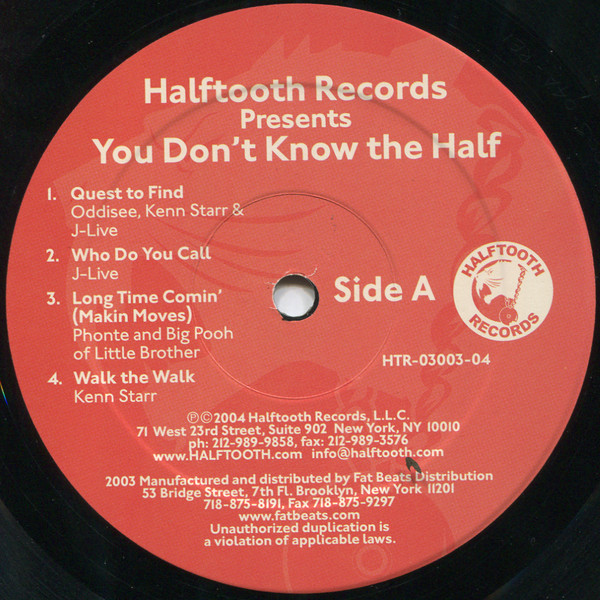 Halftooth Records
Presents
You Don't Know the Half
1. Quest to Find
Oddisee, Kenn Starr &
J-Live
2. Who Do You Call
J-Live
3. Long Time Comin'
(Makin Moves)
Phonte and Big Pooh
of Little Brother
4. Walk the Walk
Kenn Starr
Side A
HALFTOOTH
RECORDS
HTR-03003-04
℗©2004 Halftooth Records, L.L.C.
71 West 23rd Street, Suite 902 New York, NY 10010
ph: 212-989-9858, fax: 212-989-3576
www.HALFTOOTH.com info@halftooth.com
2003 Manufactured and distributed by Fat Beats Distribution
53 Bridge Street, 7th Fl. Brooklyn, New York 11201
718-875-8191, Fax 718-875-9297
www.fatbeats.com
Unauthorized duplication is
a violation of applicable laws.